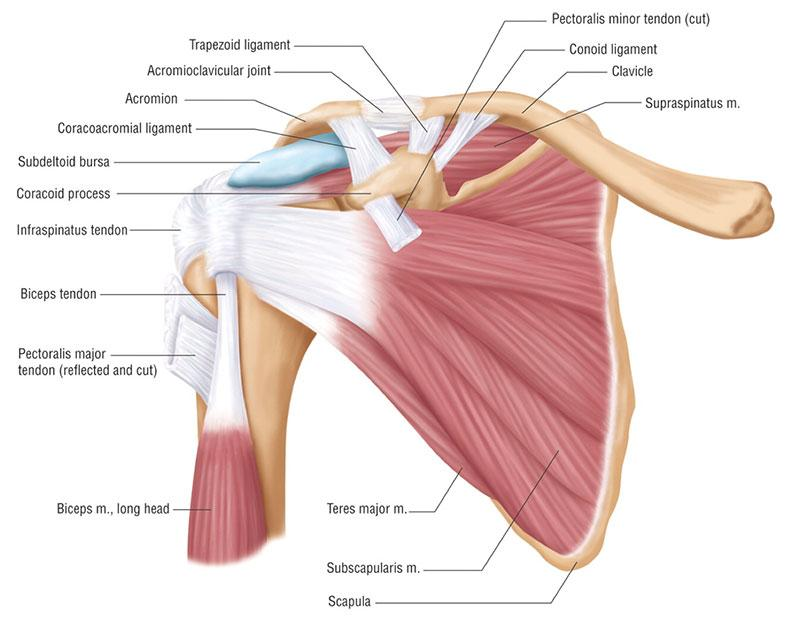 Pectoralis minor tendon (cut)
Trapezoid ligament
Conoid ligament
Acromioclavicular joint
Clavicle
Acromion
Supraspinatus m.
Coracoacromial ligament
Subdeltoid bursa
Coracoid process
Infraspinatus tendon
Biceps tendon
Pectoralis major
tendon (reflected and cut)
Biceps m., long head
Teres major m.
Subscapularis m.
Scapula